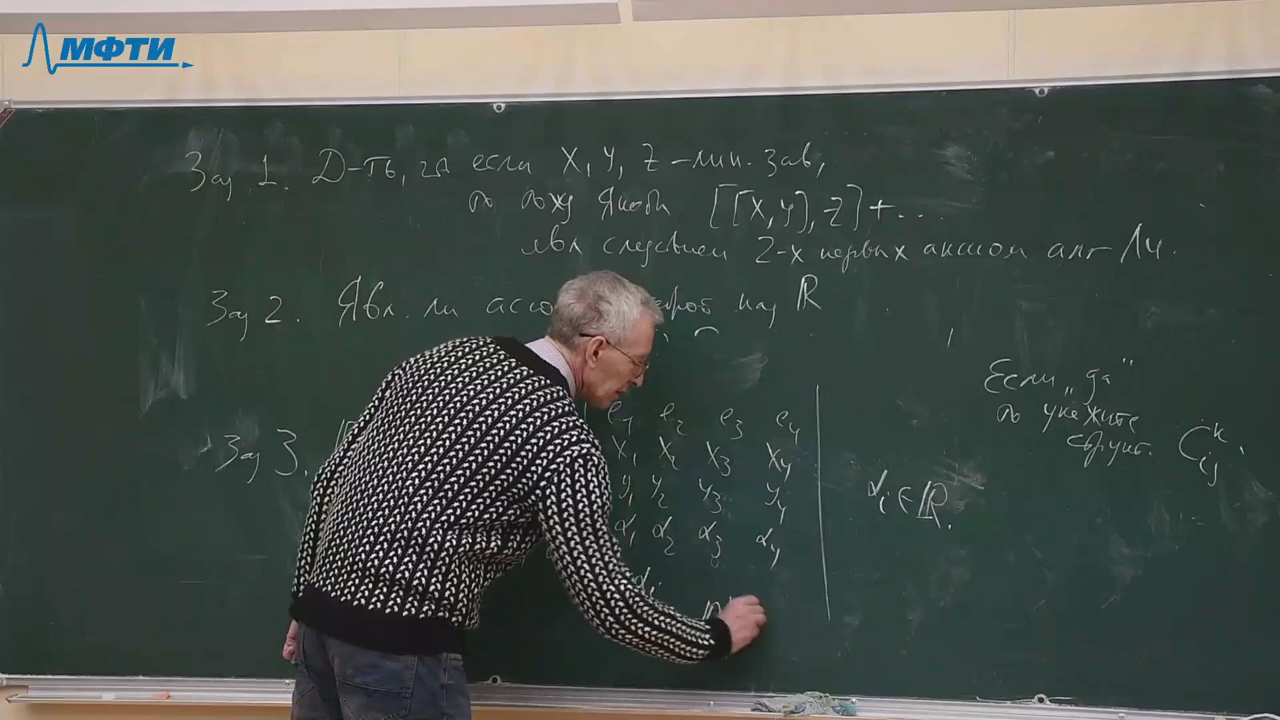 МФТИ
Зад 1. Д-ть, что если X, Y, Z – лин. зав,
то тожд Якоби [[X,Y],Z]+...
явл следствием 2-х первых аксиом алг Ли.
Зад 2. Явл. ли ассо над ℝ
Если „да"
то укажите
структ. C^k_ij.
Зад 3.
e₁ e₂ e₃ e₄
X₁ X₂ X₃ X₄
y₁ y₂ y₃ y₄
α₁ α₂ α₃ α₄
αᵢ ∈ ℝ.